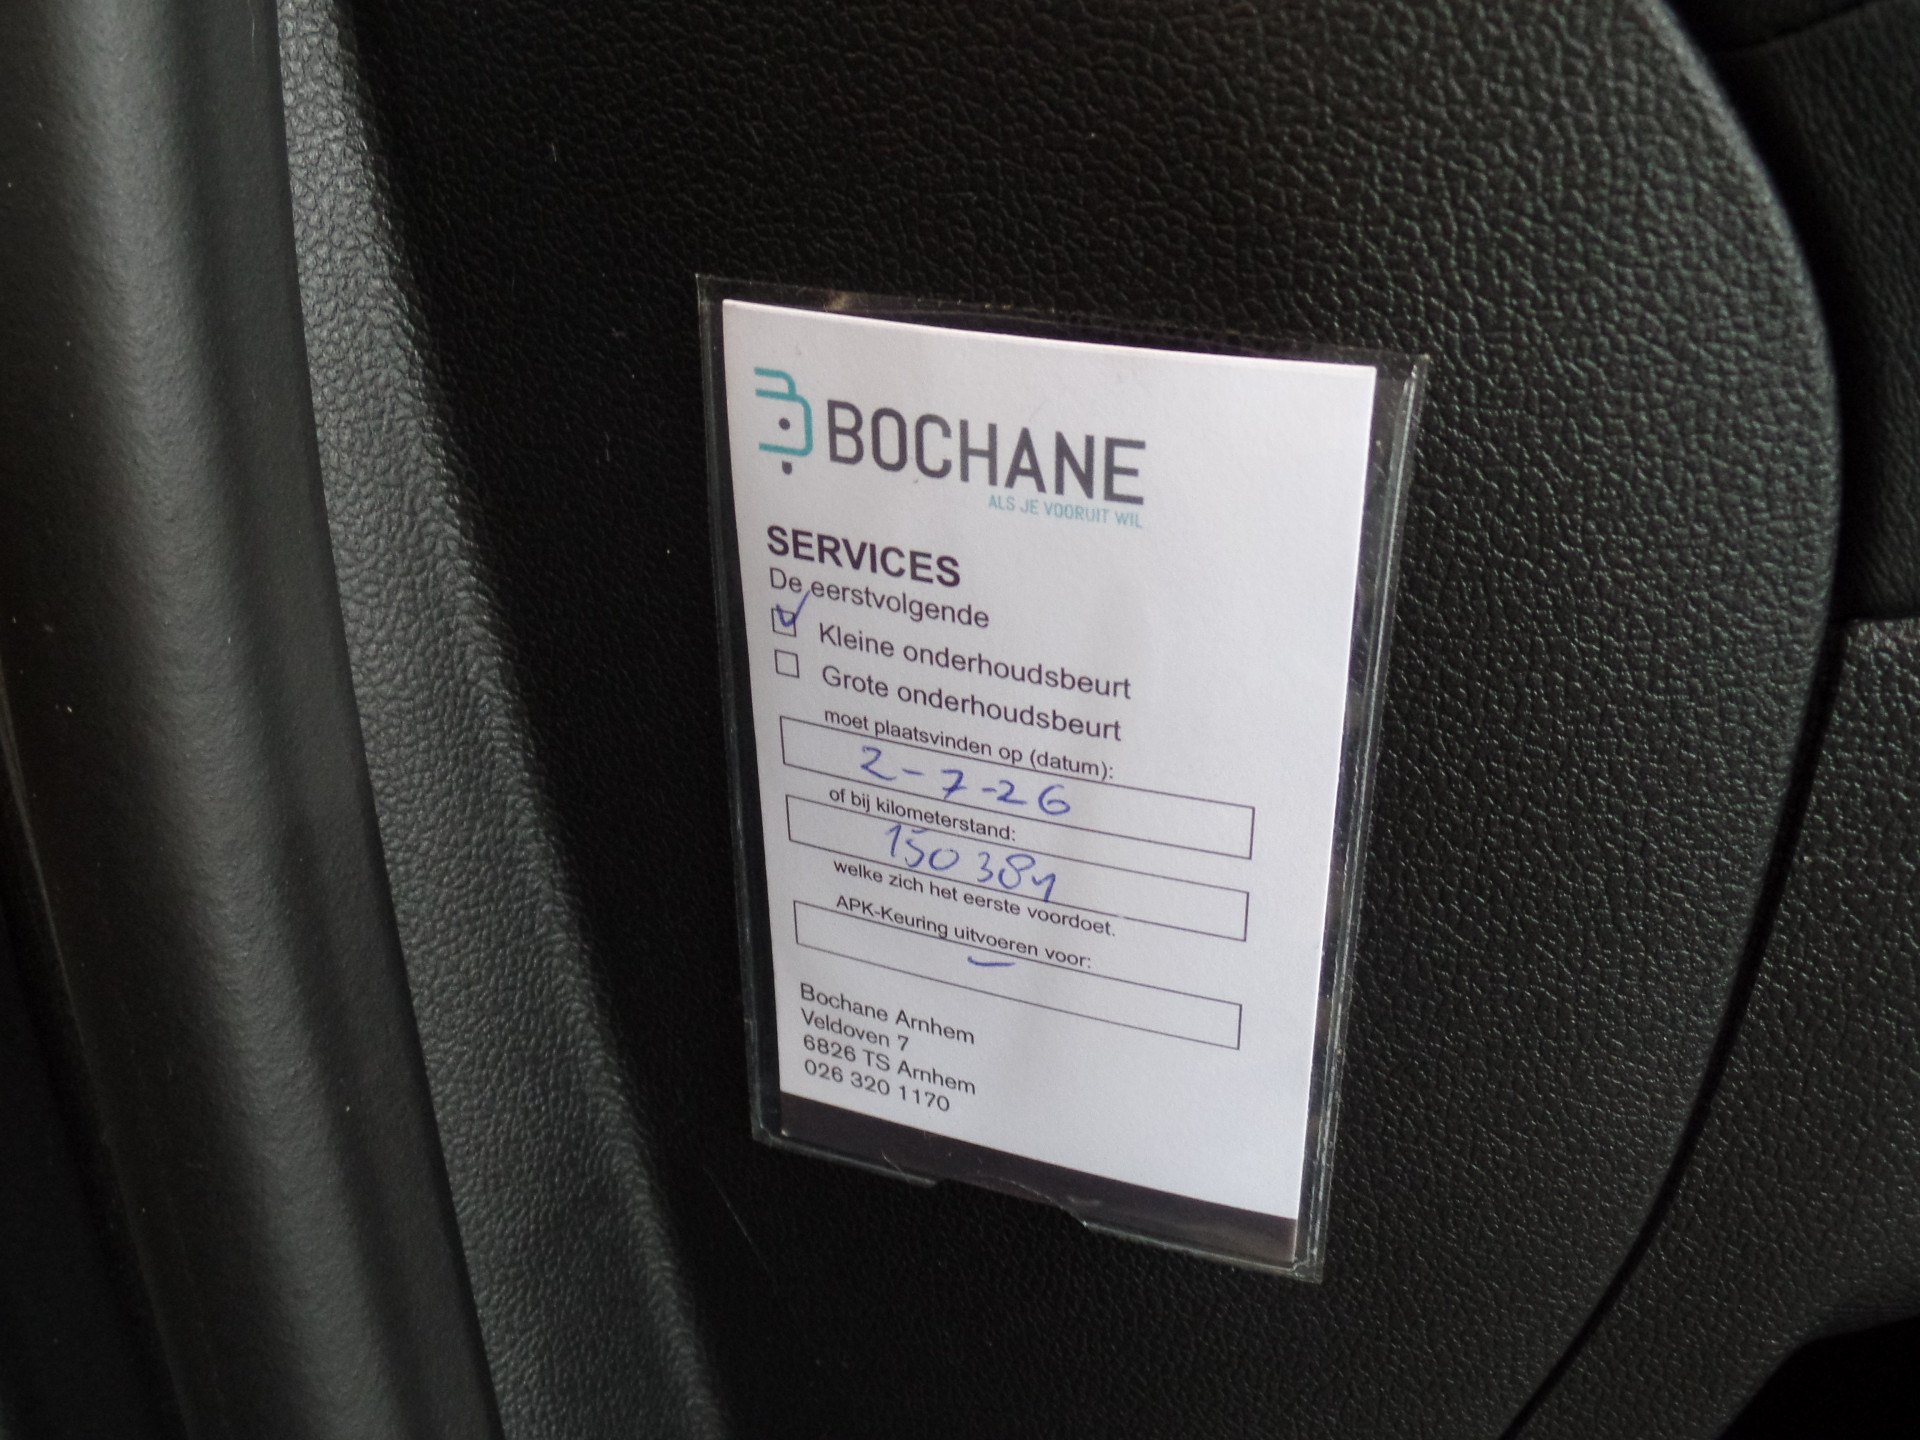 BOCHANE
ALS JE VOORUIT WIL
SERVICES
De eerstvolgende
Kleine onderhoudsbeurt
Grote onderhoudsbeurt
moet plaatsvinden op (datum):
2-7-26
of bij kilometerstand:
150381
welke zich het eerste voordoet.
APK-Keuring uitvoeren voor:
-
Bochane Arnhem
Veldoven 7
6826 TS Arnhem
026 320 1170